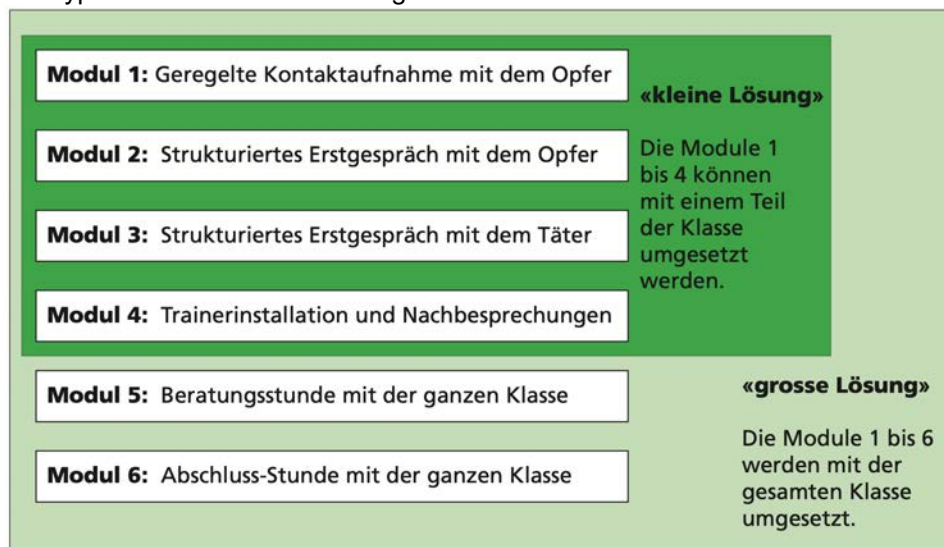 Modul 1: Geregelte Kontaktaufnahme mit dem Opfer
«kleine Lösung»
Modul 2: Strukturiertes Erstgespräch mit dem Opfer
Die Module 1
bis 4 können
mit einem Teil
der Klasse
umgesetzt
werden.
Modul 3: Strukturiertes Erstgespräch mit dem Täter
Modul 4: Trainerinstallation und Nachbesprechungen
Modul 5: Beratungsstunde mit der ganzen Klasse
«grosse Lösung»
Die Module 1 bis 6
werden mit der
gesamten Klasse
umgesetzt.
Modul 6: Abschluss-Stunde mit der ganzen Klasse